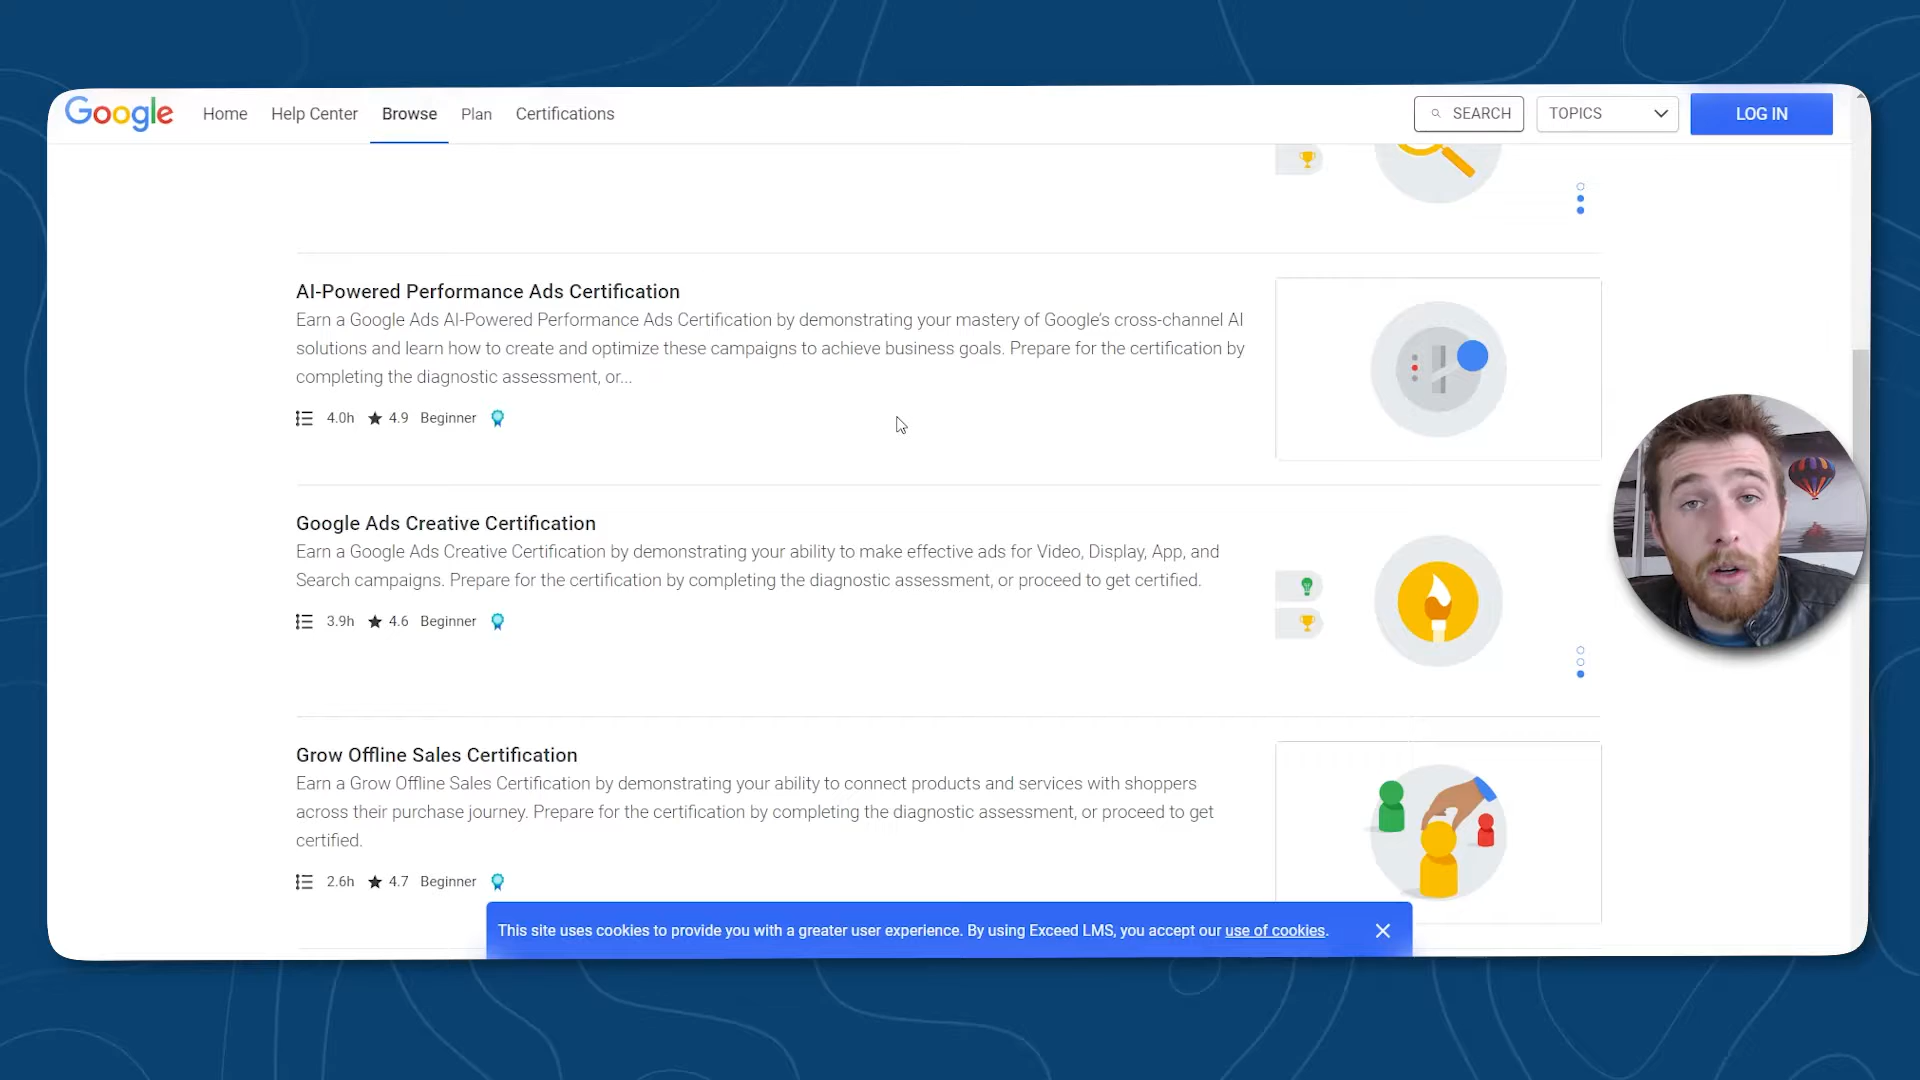 Google Home Help Center Browse Plan Certifications SEARCH TOPICS LOG IN
AI-Powered Performance Ads Certification
Earn a Google Ads AI-Powered Performance Ads Certification by demonstrating your mastery of Google's cross-channel AI
solutions and learn how to create and optimize these campaigns to achieve business goals. Prepare for the certification by
completing the diagnostic assessment, or...
4.0h 4.9 Beginner
Google Ads Creative Certification
Earn a Google Ads Creative Certification by demonstrating your ability to make effective ads for Video, Display, App, and
Search campaigns. Prepare for the certification by completing the diagnostic assessment, or proceed to get certified.
3.9h 4.6 Beginner
Grow Offline Sales Certification
Earn a Grow Offline Sales Certification by demonstrating your ability to connect products and services with shoppers
across their purchase journey. Prepare for the certification by completing the diagnostic assessment, or proceed to get
certified.
2.6h 4.7 Beginner
This site uses cookies to provide you with a greater user experience. By using Exceed LMS, you accept our use of cookies.